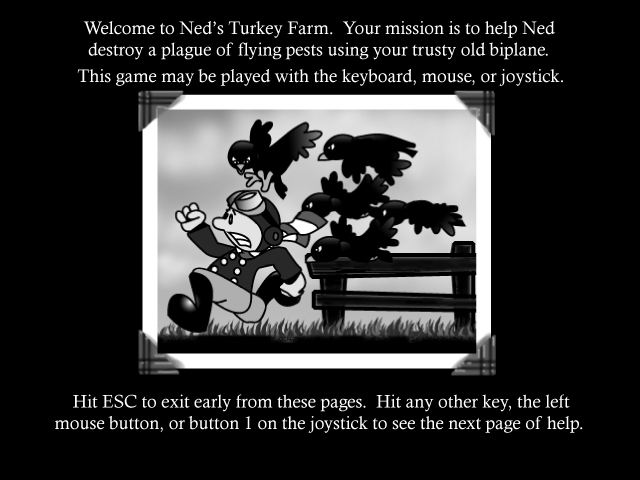 Welcome to Ned's Turkey Farm.  Your mission is to help Ned
destroy a plague of flying pests using your trusty old biplane.
This game may be played with the keyboard, mouse, or joystick.
Hit ESC to exit early from these pages.  Hit any other key, the left
mouse button, or button 1 on the joystick to see the next page of help.